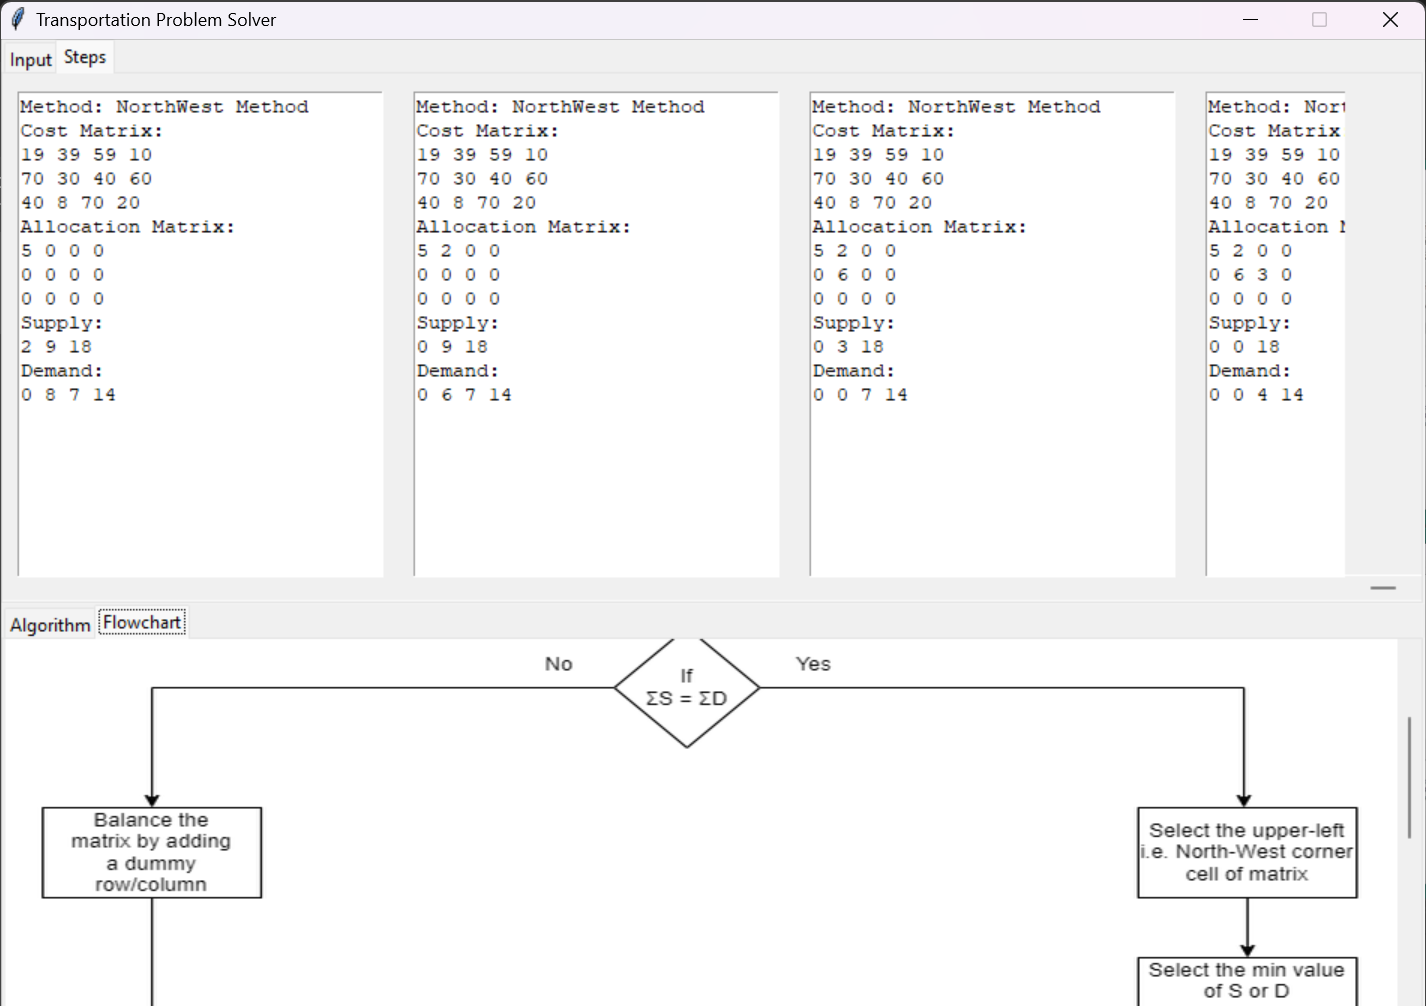 Transportation Problem Solver
Input Steps
Method: NorthWest Method
Cost Matrix:
19 39 59 10
70 30 40 60
40 8 70 20
Allocation Matrix:
5 0 0 0
0 0 0 0
0 0 0 0
Supply:
2 9 18
Demand:
0 8 7 14
Method: NorthWest Method
Cost Matrix:
19 39 59 10
70 30 40 60
40 8 70 20
Allocation Matrix:
5 2 0 0
0 0 0 0
0 0 0 0
Supply:
0 9 18
Demand:
0 6 7 14
Method: NorthWest Method
Cost Matrix:
19 39 59 10
70 30 40 60
40 8 70 20
Allocation Matrix:
5 2 0 0
0 6 0 0
0 0 0 0
Supply:
0 3 18
Demand:
0 0 7 14
Method: Nort
Cost Matrix
19 39 59 10
70 30 40 60
40 8 70 20
Allocation M
5 2 0 0
0 6 3 0
0 0 0 0
Supply:
0 0 18
Demand:
0 0 4 14
Algorithm Flowchart
No
If
ΣS = ΣD
Yes
Balance the
matrix by adding
a dummy
row/column
Select the upper-left
i.e. North-West corner
cell of matrix
Select the min value
of S or D